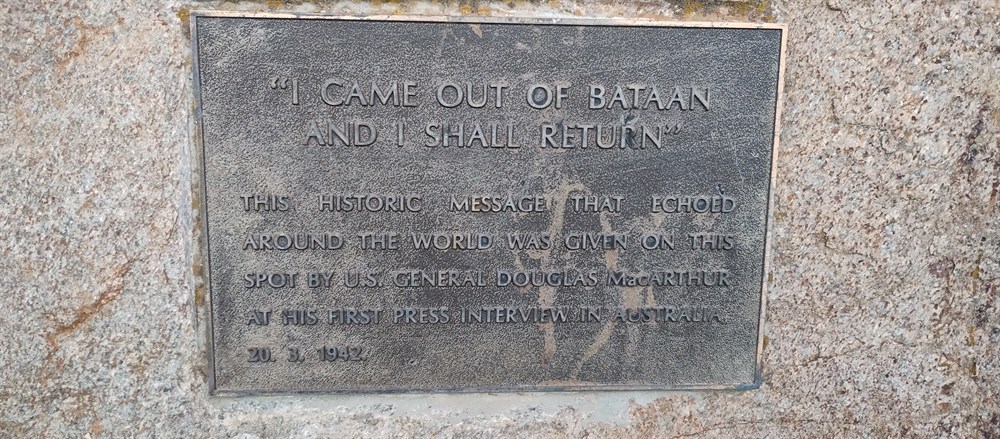 "I CAME OUT OF BATAAN
AND I SHALL RETURN"
THIS HISTORIC MESSAGE THAT ECHOED
AROUND THE WORLD WAS GIVEN ON THIS
SPOT BY U.S. GENERAL DOUGLAS MacARTHUR
AT HIS FIRST PRESS INTERVIEW IN AUSTRALIA.
20. 3. 1942.